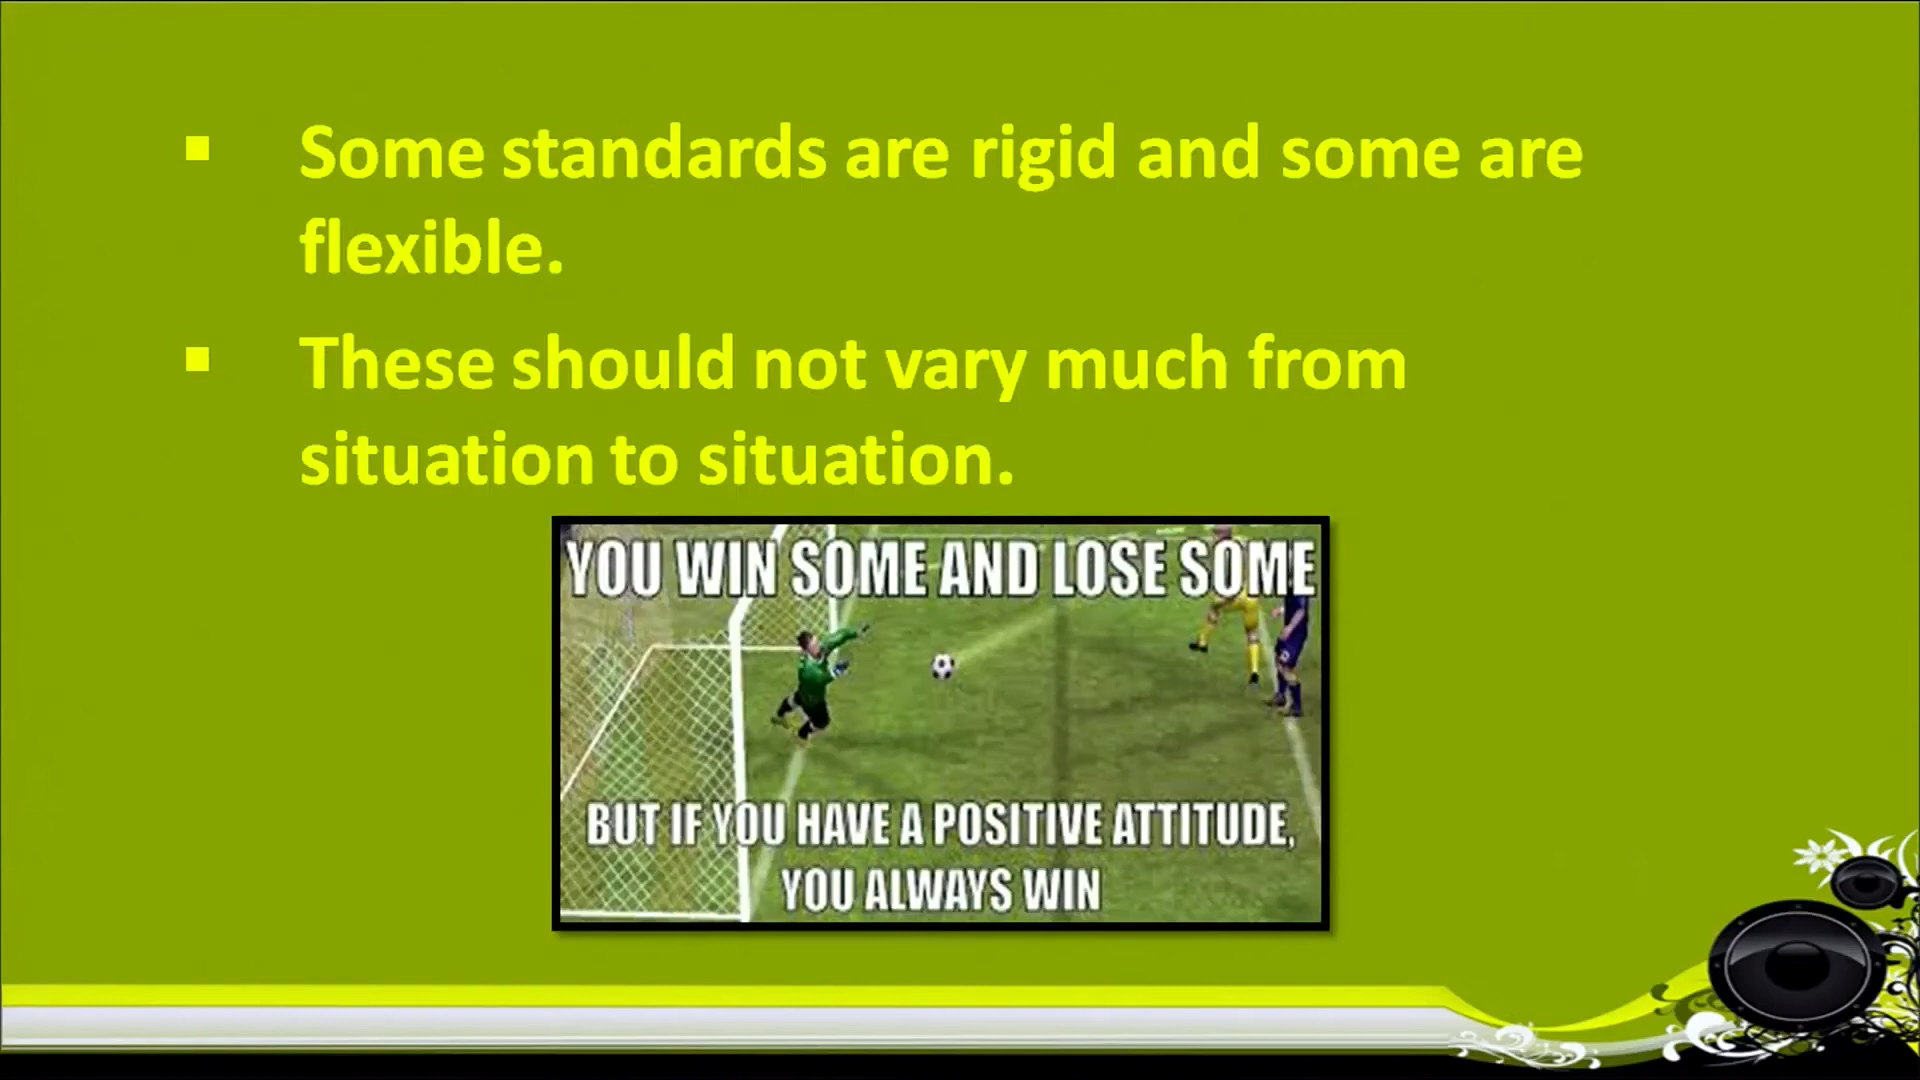 ▪ Some standards are rigid and some are
flexible.
▪ These should not vary much from
situation to situation.
YOU WIN SOME AND LOSE SOME
BUT IF YOU HAVE A POSITIVE ATTITUDE,
YOU ALWAYS WIN